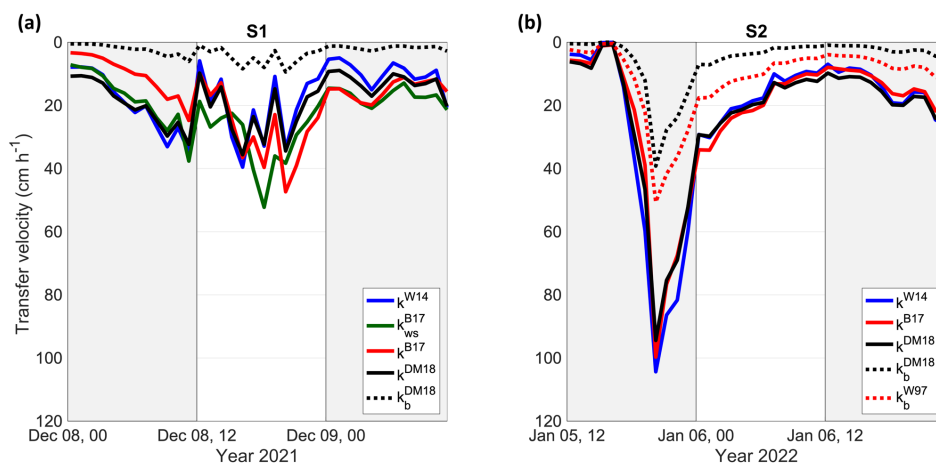 (a)
S1
Transfer velocity (cm h⁻¹)
0
20
40
60
80
100
120
Dec 08, 00
Dec 08, 12
Dec 09, 00
Year 2021
k^W14
k_ws^B17
k^B17
k^DM18
k_b^DM18
(b)
S2
0
20
40
60
80
100
120
Jan 05, 12
Jan 06, 00
Jan 06, 12
Year 2022
k^W14
k^B17
k^DM18
k_b^DM18
k_b^W97